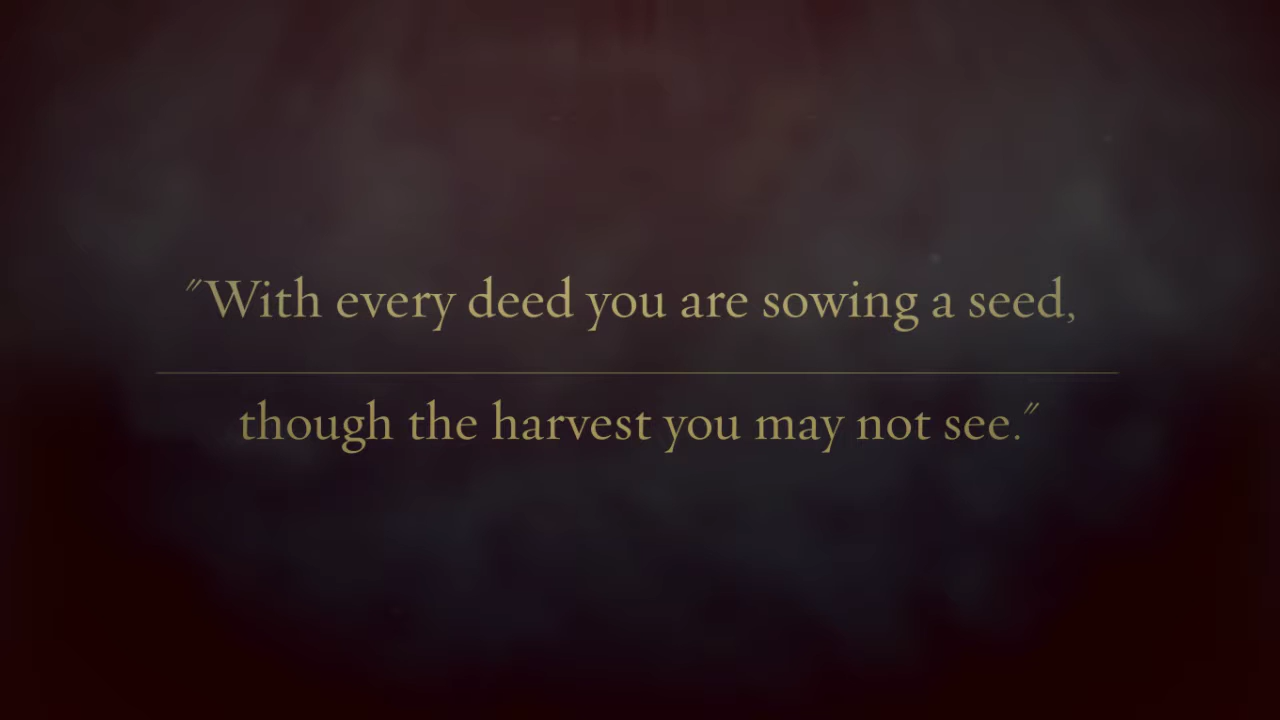 "With every deed you are sowing a seed,
though the harvest you may not see."